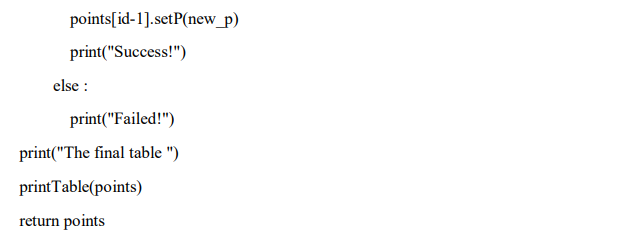 points[id-1].setP(new_p)
print("Success!")
else :
print("Failed!")
print("The final table ")
printTable(points)
return points